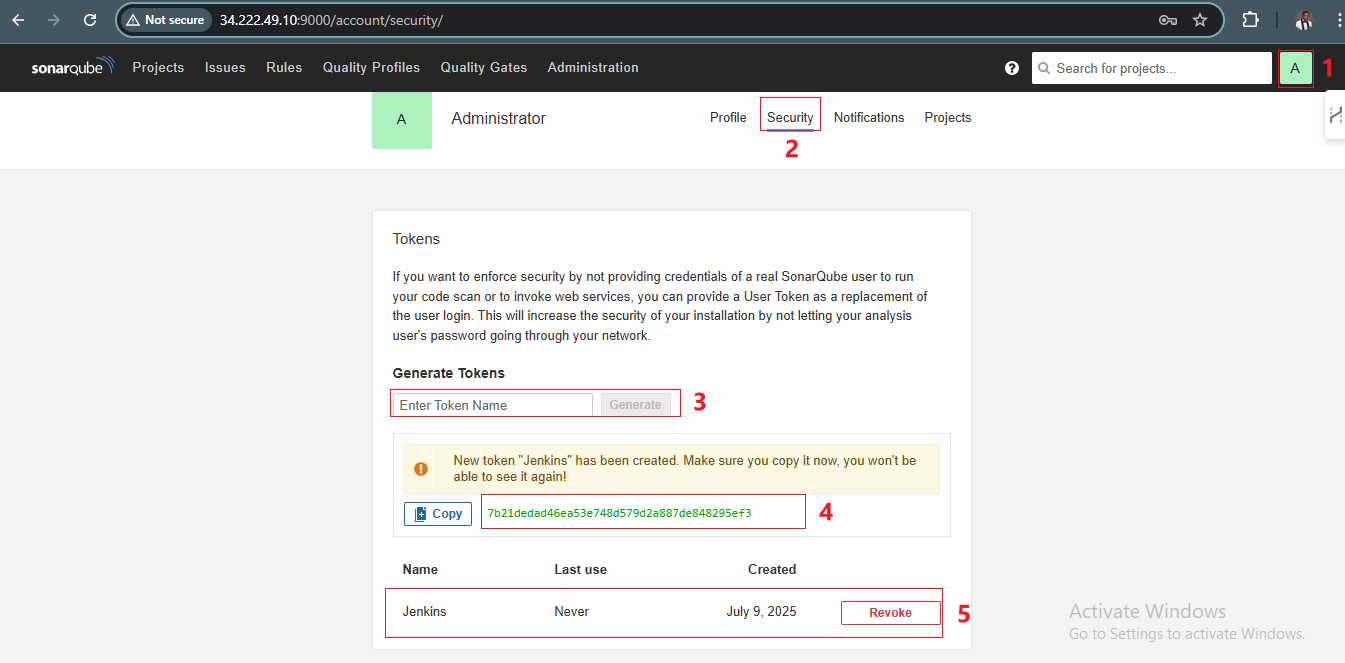 Not secure 34.222.49.10:9000/account/security/
sonarqube Projects Issues Rules Quality Profiles Quality Gates Administration ? Search for projects... A 1
A Administrator Profile Security Notifications Projects
2
Tokens
If you want to enforce security by not providing credentials of a real SonarQube user to run
your code scan or to invoke web services, you can provide a User Token as a replacement of
the user login. This will increase the security of your installation by not letting your analysis
user's password going through your network.
Generate Tokens
Enter Token Name Generate 3
New token "Jenkins" has been created. Make sure you copy it now, you won't be
able to see it again!
Copy 7b21dedad46ea53e748d579d2a887de848295ef3 4
Name Last use Created
Jenkins Never July 9, 2025 Revoke 5
Activate Windows
Go to Settings to activate Windows.